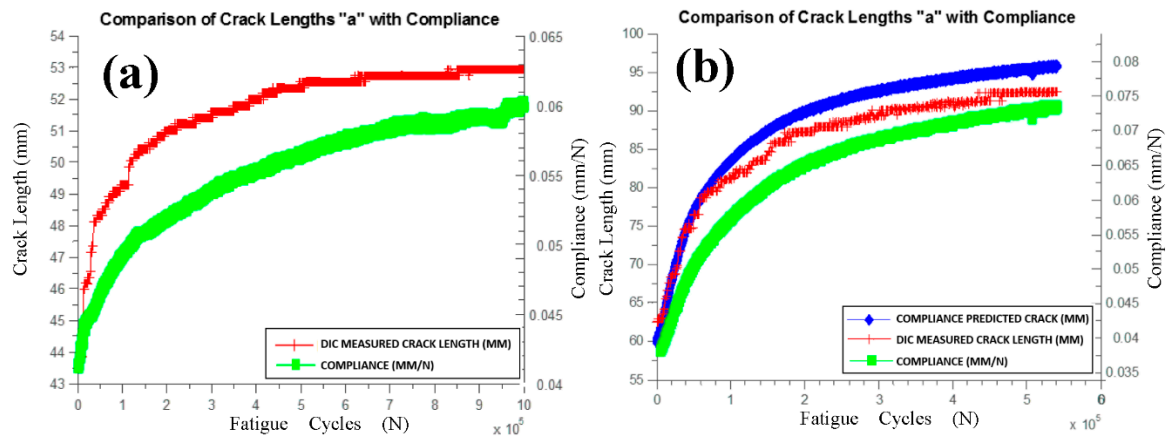 Comparison of Crack Lengths "a" with Compliance
(a)
Crack Length (mm)
54
53
52
51
50
49
48
47
46
45
44
43
0.065
0.06
0.055
0.05
0.045
0.04
Compliance (mm/N)
DIC MEASURED CRACK LENGTH (MM)
COMPLIANCE (MM/N)
0 1 2 3 4 5 6 7 8 9 10
Fatigue Cycles (N)
x 10⁵
Comparison of Crack Lengths "a" with Compliance
(b)
Crack Length (mm)
100
95
90
85
80
75
70
65
60
55
0.08
0.075
0.07
0.065
0.06
0.055
0.05
0.045
0.04
0.035
Compliance (mm/N)
COMPLIANCE PREDICTED CRACK (MM)
DIC MEASURED CRACK LENGTH (MM)
COMPLIANCE (MM/N)
0 1 2 3 4 5 6
Fatigue Cycles (N)
x 10⁵